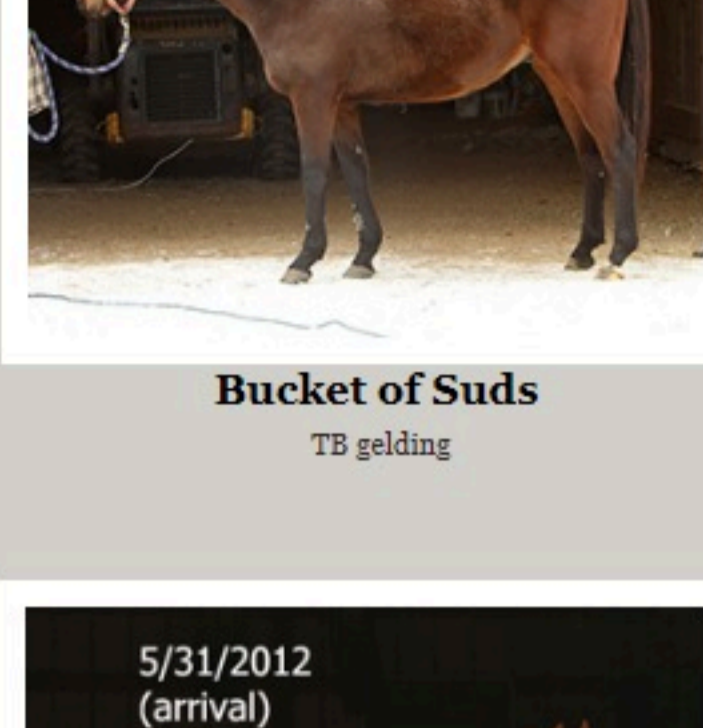 Bucket of Suds
TB gelding
5/31/2012
(arrival)